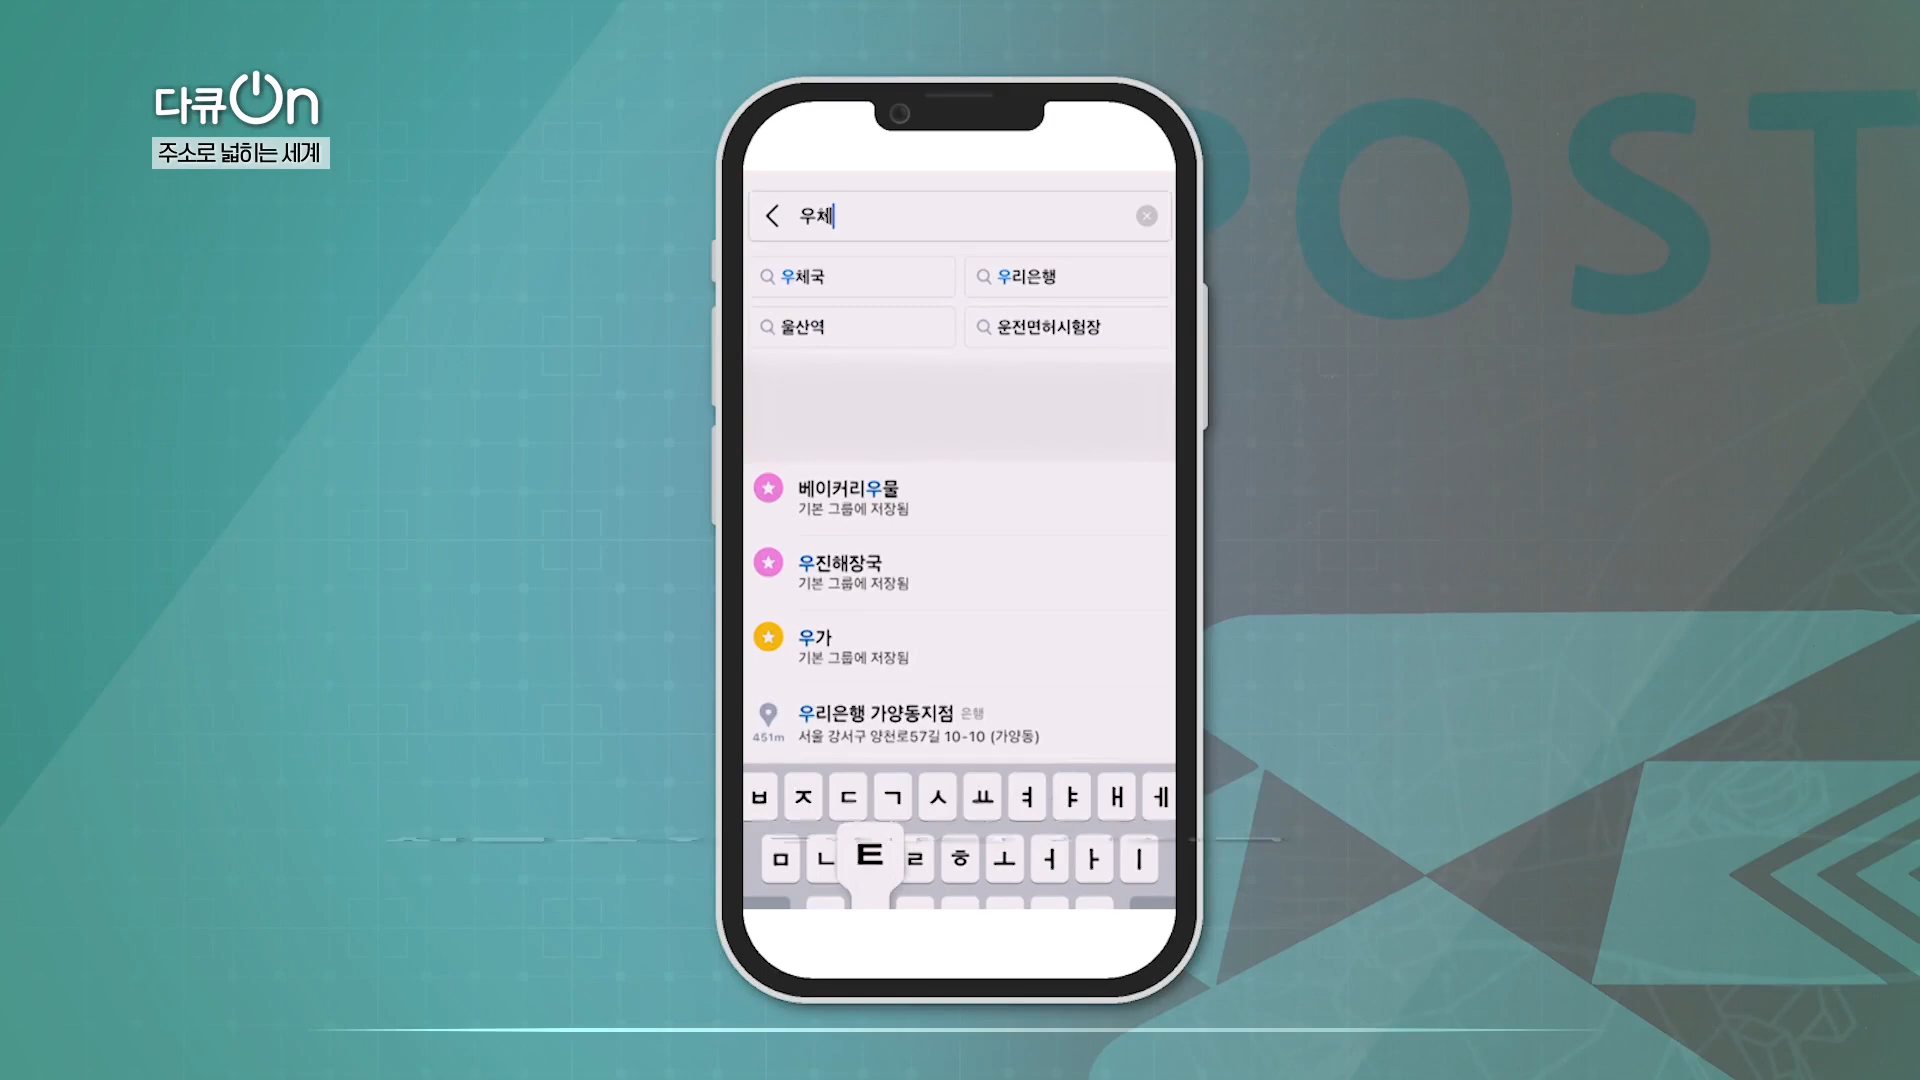 다큐On
주소로 넓히는 세계
POST
우체
우체국
우리은행
울산역
운전면허시험장
베이커리우물
기본 그룹에 저장됨
우진해장국
기본 그룹에 저장됨
우가
기본 그룹에 저장됨
우리은행 가양동지점 은행
451m 서울 강서구 양천로57길 10-10 (가양동)
ㅂ ㅈ ㄷ ㄱ ㅅ ㅛ ㅕ ㅑ ㅐ ㅔ
ㅁ ㄴ ㅌ ㄹ ㅎ ㅗ ㅓ ㅏ ㅣ